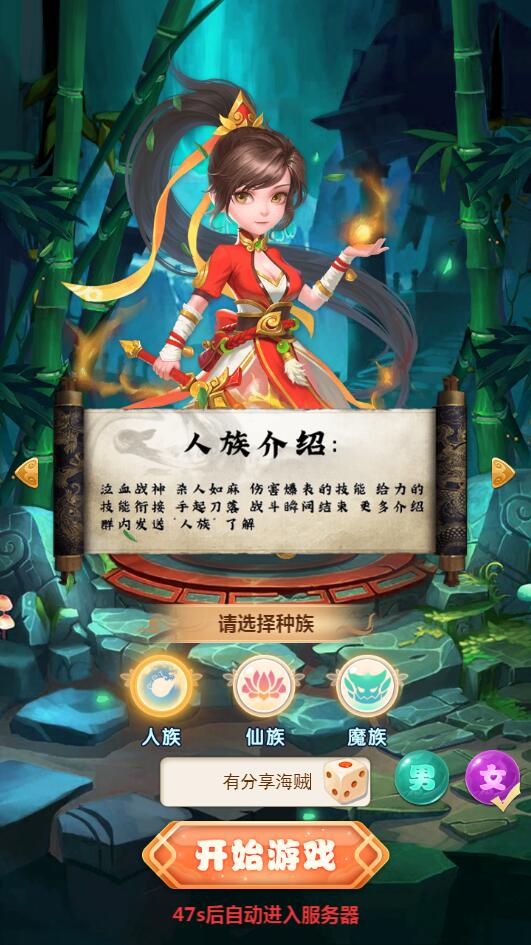 人族介绍:
浴血战神 杀人如麻 伤害爆表的技能 给力的
技能衔接 手起刀落 战斗瞬间结束 更多介绍
群内发送“人族”了解
请选择种族
人族 仙族 魔族
有分享海贼
男 女
开始游戏
47s后自动进入服务器